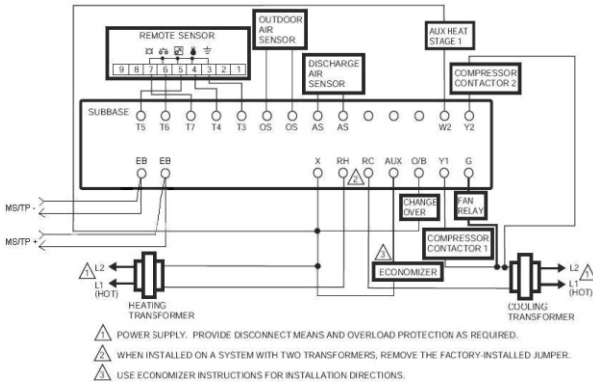 REMOTE SENSOR
9 8 7 6 5 4 3 2 1
OUTDOOR
AIR
SENSOR
DISCHARGE
AIR
SENSOR
AUX HEAT
STAGE 1
COMPRESSOR
CONTACTOR 2
SUBBASE
T5 T6 T7 T4 T3 OS OS AS AS W2 Y2
EB EB X RH RC AUX O/B Y1 G
2
MS/TP -
MS/TP +
CHANGE
OVER
FAN
RELAY
COMPRESSOR
CONTACTOR 1
3
ECONOMIZER
1
L2
L1
(HOT)
HEATING
TRANSFORMER
L2
1
L1
(HOT)
COOLING
TRANSFORMER
1 POWER SUPPLY. PROVIDE DISCONNECT MEANS AND OVERLOAD PROTECTION AS REQUIRED.
2 WHEN INSTALLED ON A SYSTEM WITH TWO TRANSFORMERS, REMOVE THE FACTORY-INSTALLED JUMPER.
3 USE ECONOMIZER INSTRUCTIONS FOR INSTALLATION DIRECTIONS.